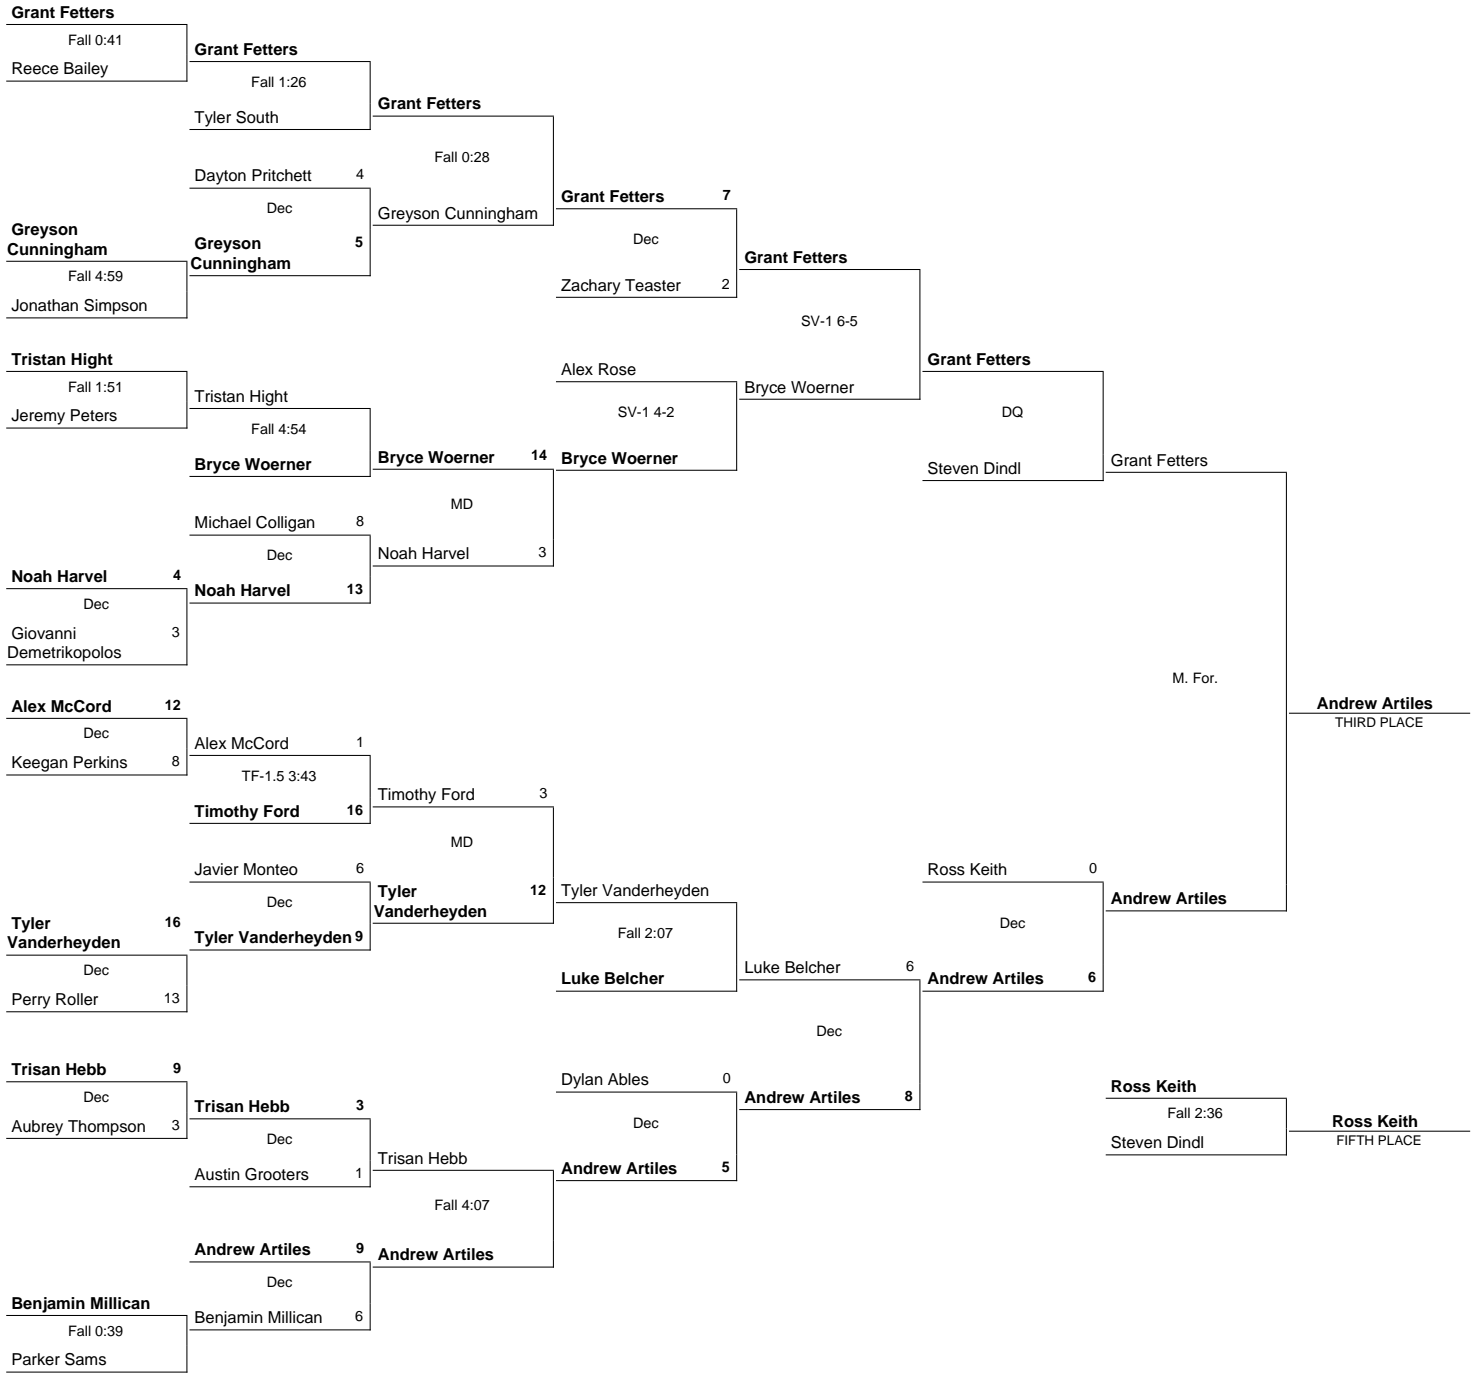 Grant Fetters
Fall 0:41
Reece Bailey
Greyson
Cunningham
Fall 4:59
Jonathan Simpson
Tristan Hight
Fall 1:51
Jeremy Peters
Noah Harvel 4
Dec
Giovanni
Demetrikopolos 3
Alex McCord 12
Dec
Keegan Perkins 8
Tyler
Vanderheyden 16
Dec
Perry Roller 13
Trisan Hebb 9
Dec
Aubrey Thompson 3
Benjamin Millican
Fall 0:39
Parker Sams
Grant Fetters
Fall 1:26
Tyler South
Dayton Pritchett 4
Dec
Greyson
Cunningham 5
Tristan Hight
Fall 4:54
Bryce Woerner
Michael Colligan 8
Dec
Noah Harvel 13
Alex McCord 1
TF-1.5 3:43
Timothy Ford 16
Javier Monteo 6
Dec
Tyler Vanderheyden 9
Trisan Hebb 3
Dec
Austin Grooters 1
Andrew Artiles 9
Dec
Benjamin Millican 6
Grant Fetters
Fall 0:28
Greyson Cunningham
Bryce Woerner 14
MD
Noah Harvel 3
Timothy Ford 3
MD
Tyler
Vanderheyden 12
Trisan Hebb
Fall 4:07
Andrew Artiles
Grant Fetters 7
Dec
Zachary Teaster 2
Alex Rose
SV-1 4-2
Bryce Woerner
Tyler Vanderheyden
Fall 2:07
Luke Belcher
Dylan Ables 0
Dec
Andrew Artiles 5
Grant Fetters
SV-1 6-5
Bryce Woerner
Luke Belcher 6
Dec
Andrew Artiles 8
Grant Fetters
DQ
Steven Dindl
Ross Keith 0
Dec
Andrew Artiles 6
Grant Fetters
M. For.
Andrew Artiles
Ross Keith
Fall 2:36
Steven Dindl
Andrew Artiles
THIRD PLACE
Ross Keith
FIFTH PLACE